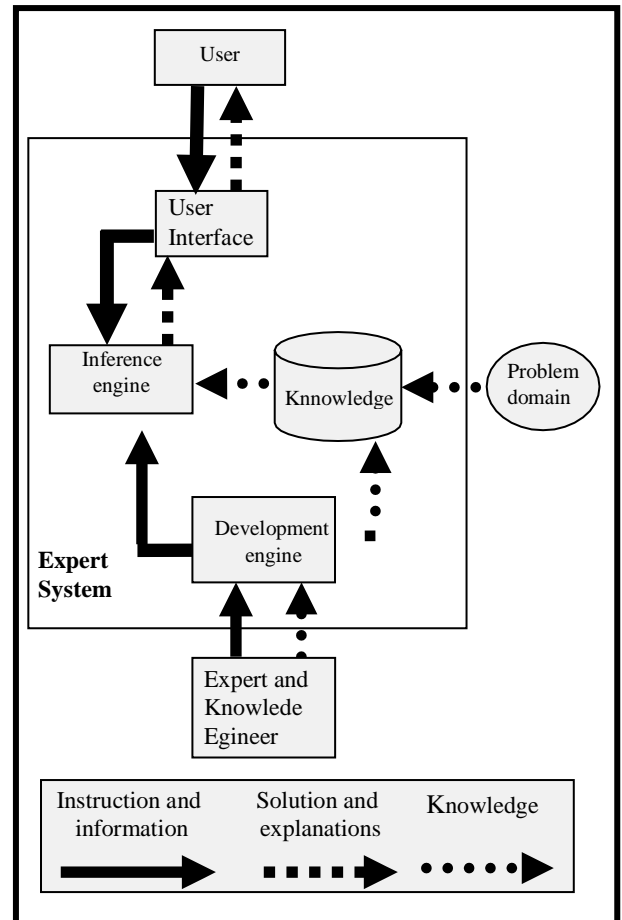 User
User
Interface
Inference
engine
Knnowledge
Problem
domain
Development
engine
Expert
System
Expert and
Knowlede
Egineer
Instruction and
information
Solution and
explanations
Knowledge